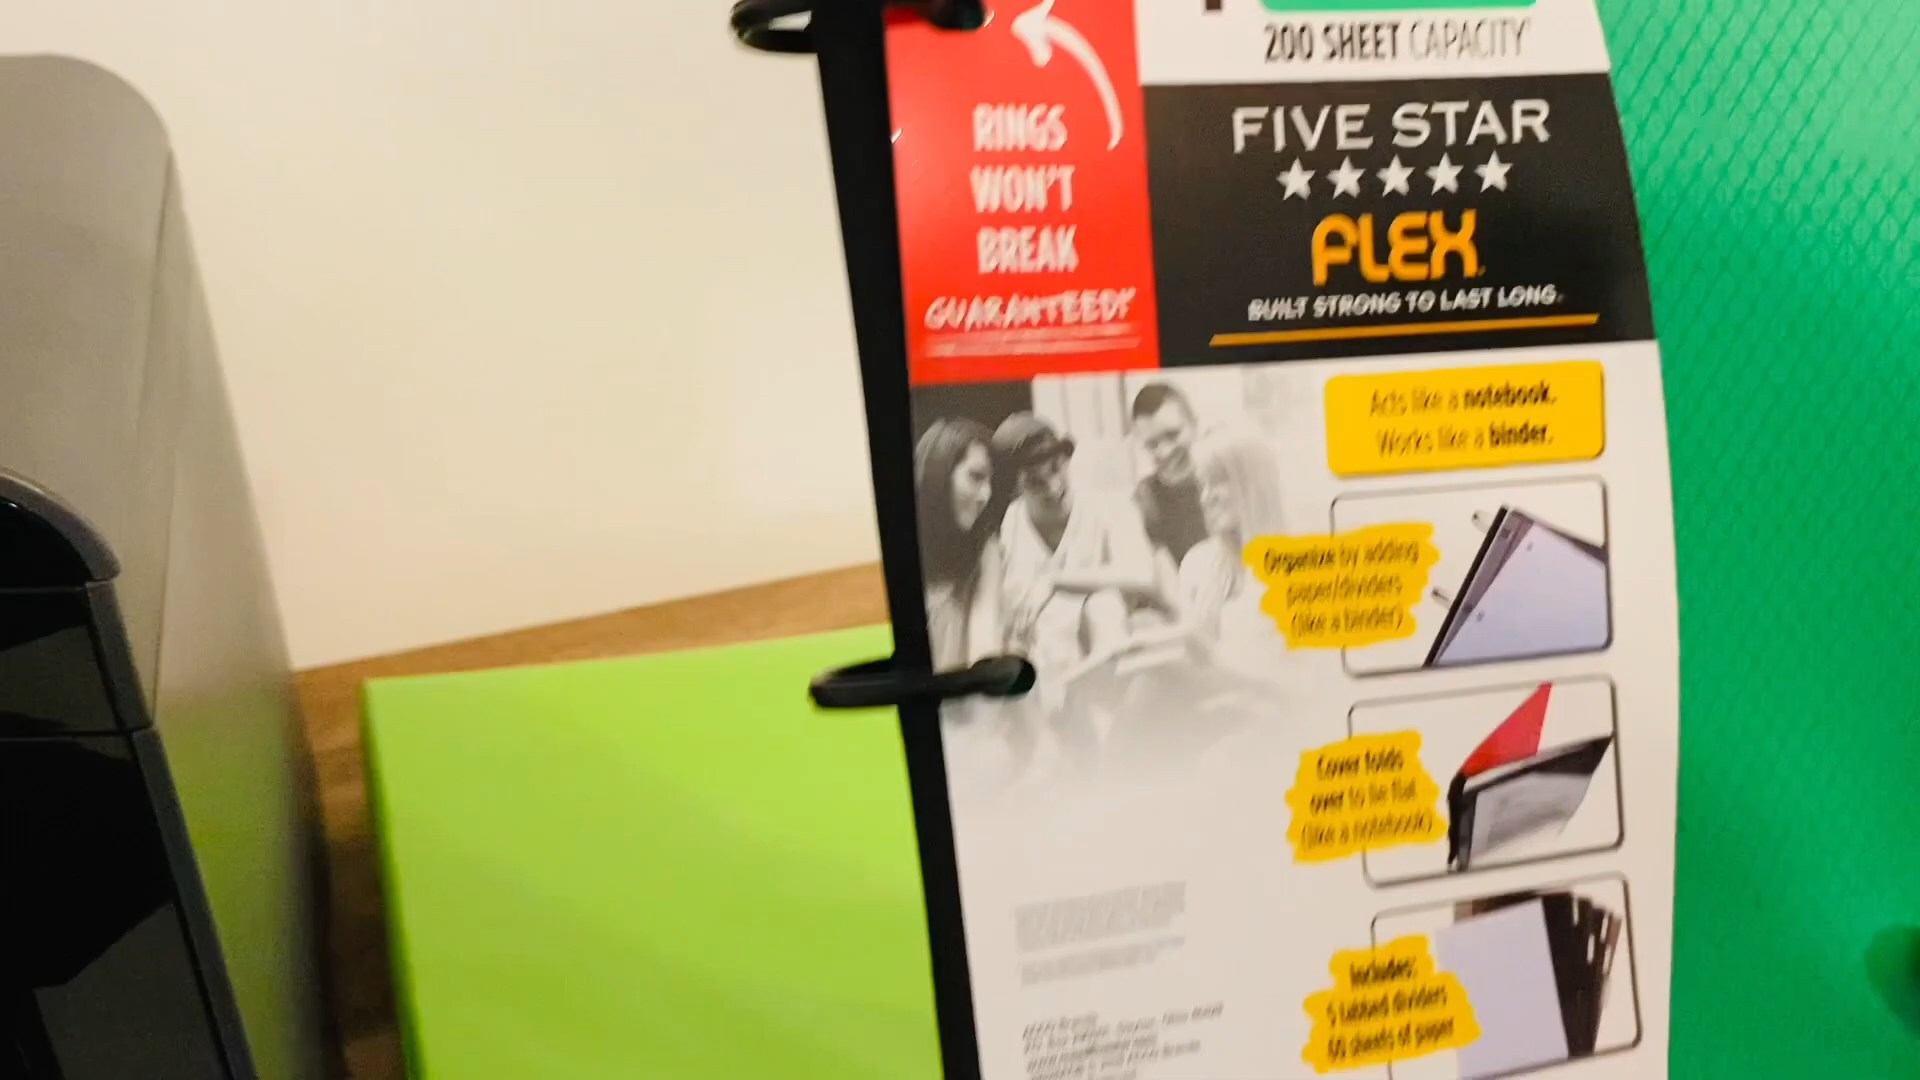 200 SHEET CAPACITY
RINGS
WON'T
BREAK
GUARANTEED!
FIVE STAR
FLEX
BUILT STRONG TO LAST LONG.
Acts like a notebook.
Works like a binder.
Organize by adding
paper/dividers
(like a binder)
Cover folds
over to lie flat
(like a notebook)
Includes:
5 tabbed dividers
60 sheets of paper